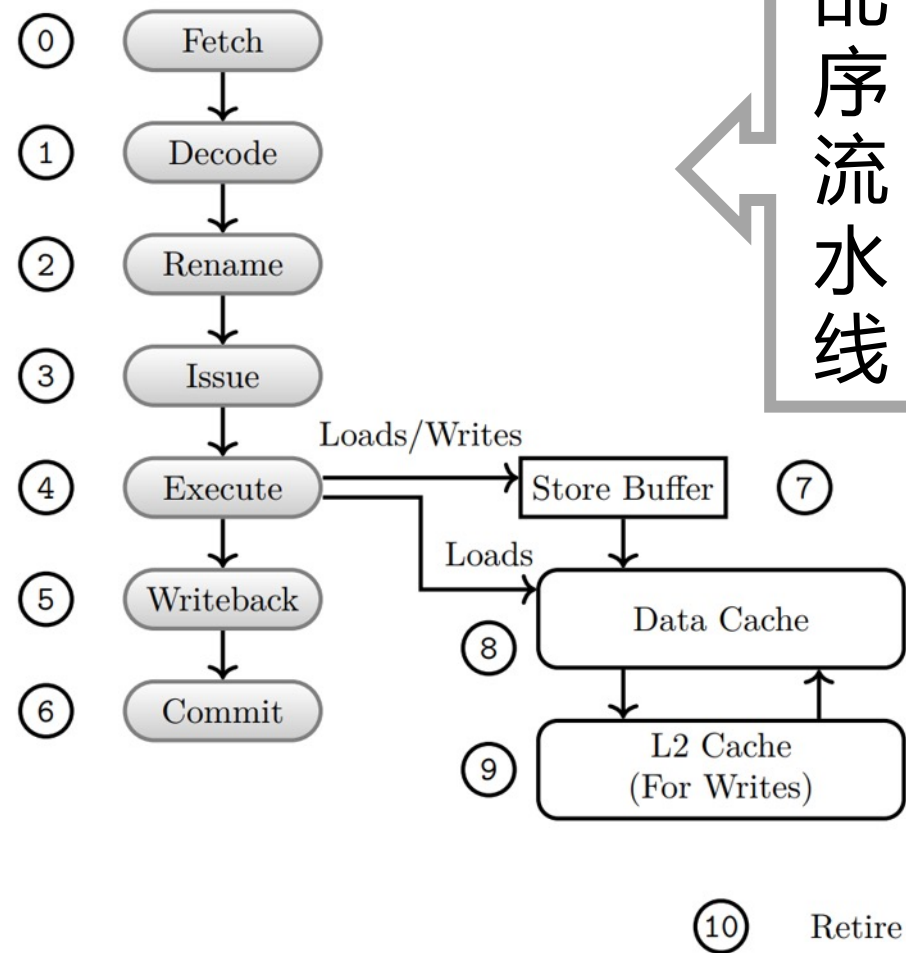 0 Fetch
1 Decode
2 Rename
3 Issue
Loads/Writes
4 Execute
Store Buffer 7
Loads
5 Writeback
Data Cache
8
6 Commit
L2 Cache
9
(For Writes)
10 Retire
序
流
水
线